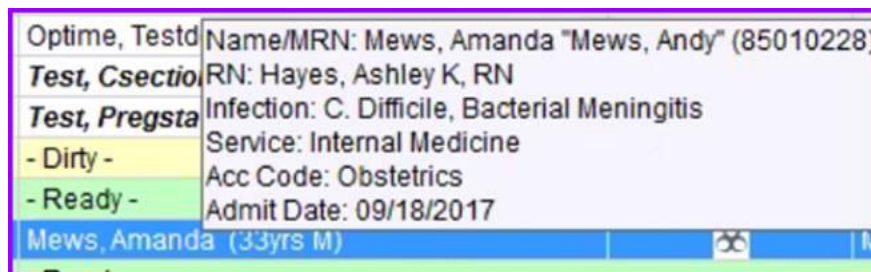 Optime, Testd
Name/MRN: Mews, Amanda "Mews, Andy" (85010228)
Test, Csection
RN: Hayes, Ashley K, RN
Test, Pregsta
Infection: C. Difficile, Bacterial Meningitis
- Dirty -
Service: Internal Medicine
- Ready -
Acc Code: Obstetrics
Admit Date: 09/18/2017
Mews, Amanda (33yrs M)